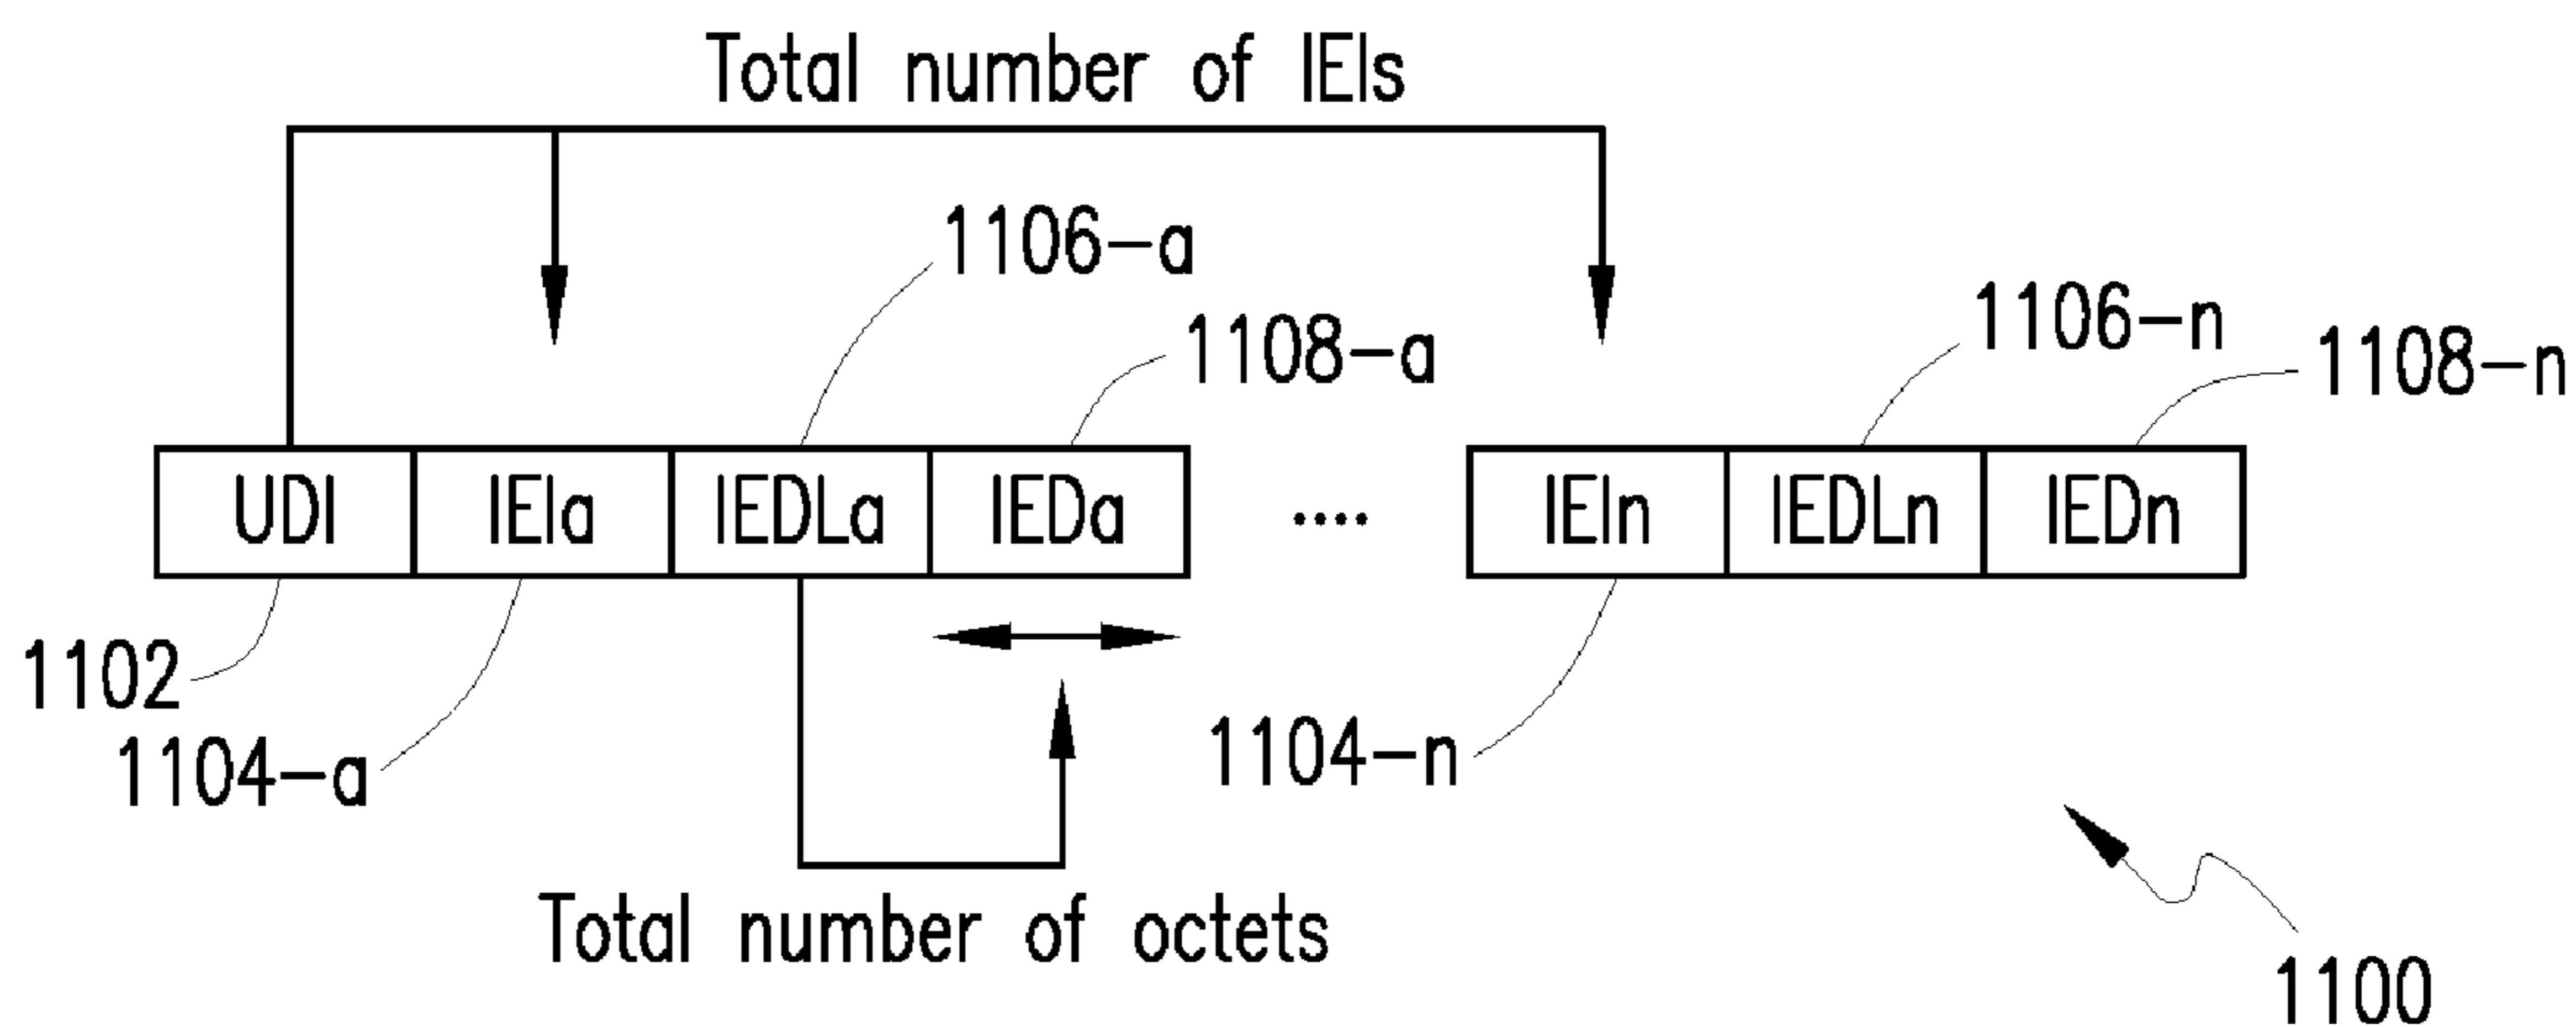 Total number of IEIs
1106-a
1108-a
1106-n
1108-n
UDI IEIa IEDLa IEDa .... IEIn IEDLn IEDn
1102
1104-a
1104-n
Total number of octets
1100